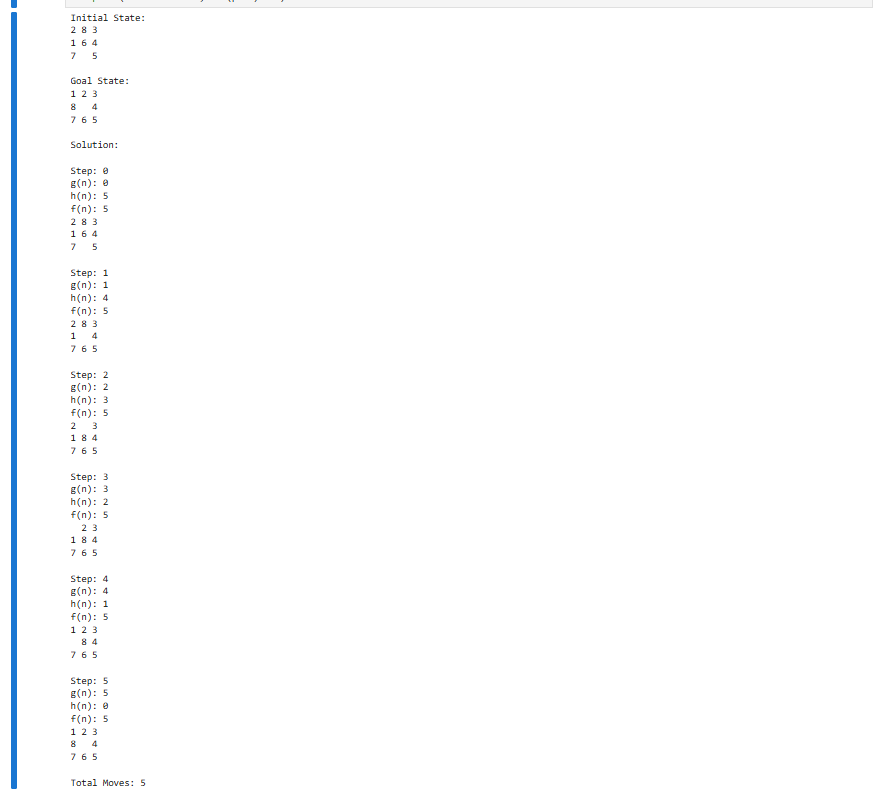 Initial State:
2 8 3
1 6 4
7   5
Goal State:
1 2 3
8   4
7 6 5
Solution:
Step: 0
g(n): 0
h(n): 5
f(n): 5
2 8 3
1 6 4
7   5
Step: 1
g(n): 1
h(n): 4
f(n): 5
2 8 3
1   4
7 6 5
Step: 2
g(n): 2
h(n): 3
f(n): 5
2   3
1 8 4
7 6 5
Step: 3
g(n): 3
h(n): 2
f(n): 5
  2 3
1 8 4
7 6 5
Step: 4
g(n): 4
h(n): 1
f(n): 5
1 2 3
  8 4
7 6 5
Step: 5
g(n): 5
h(n): 0
f(n): 5
1 2 3
8   4
7 6 5
Total Moves: 5